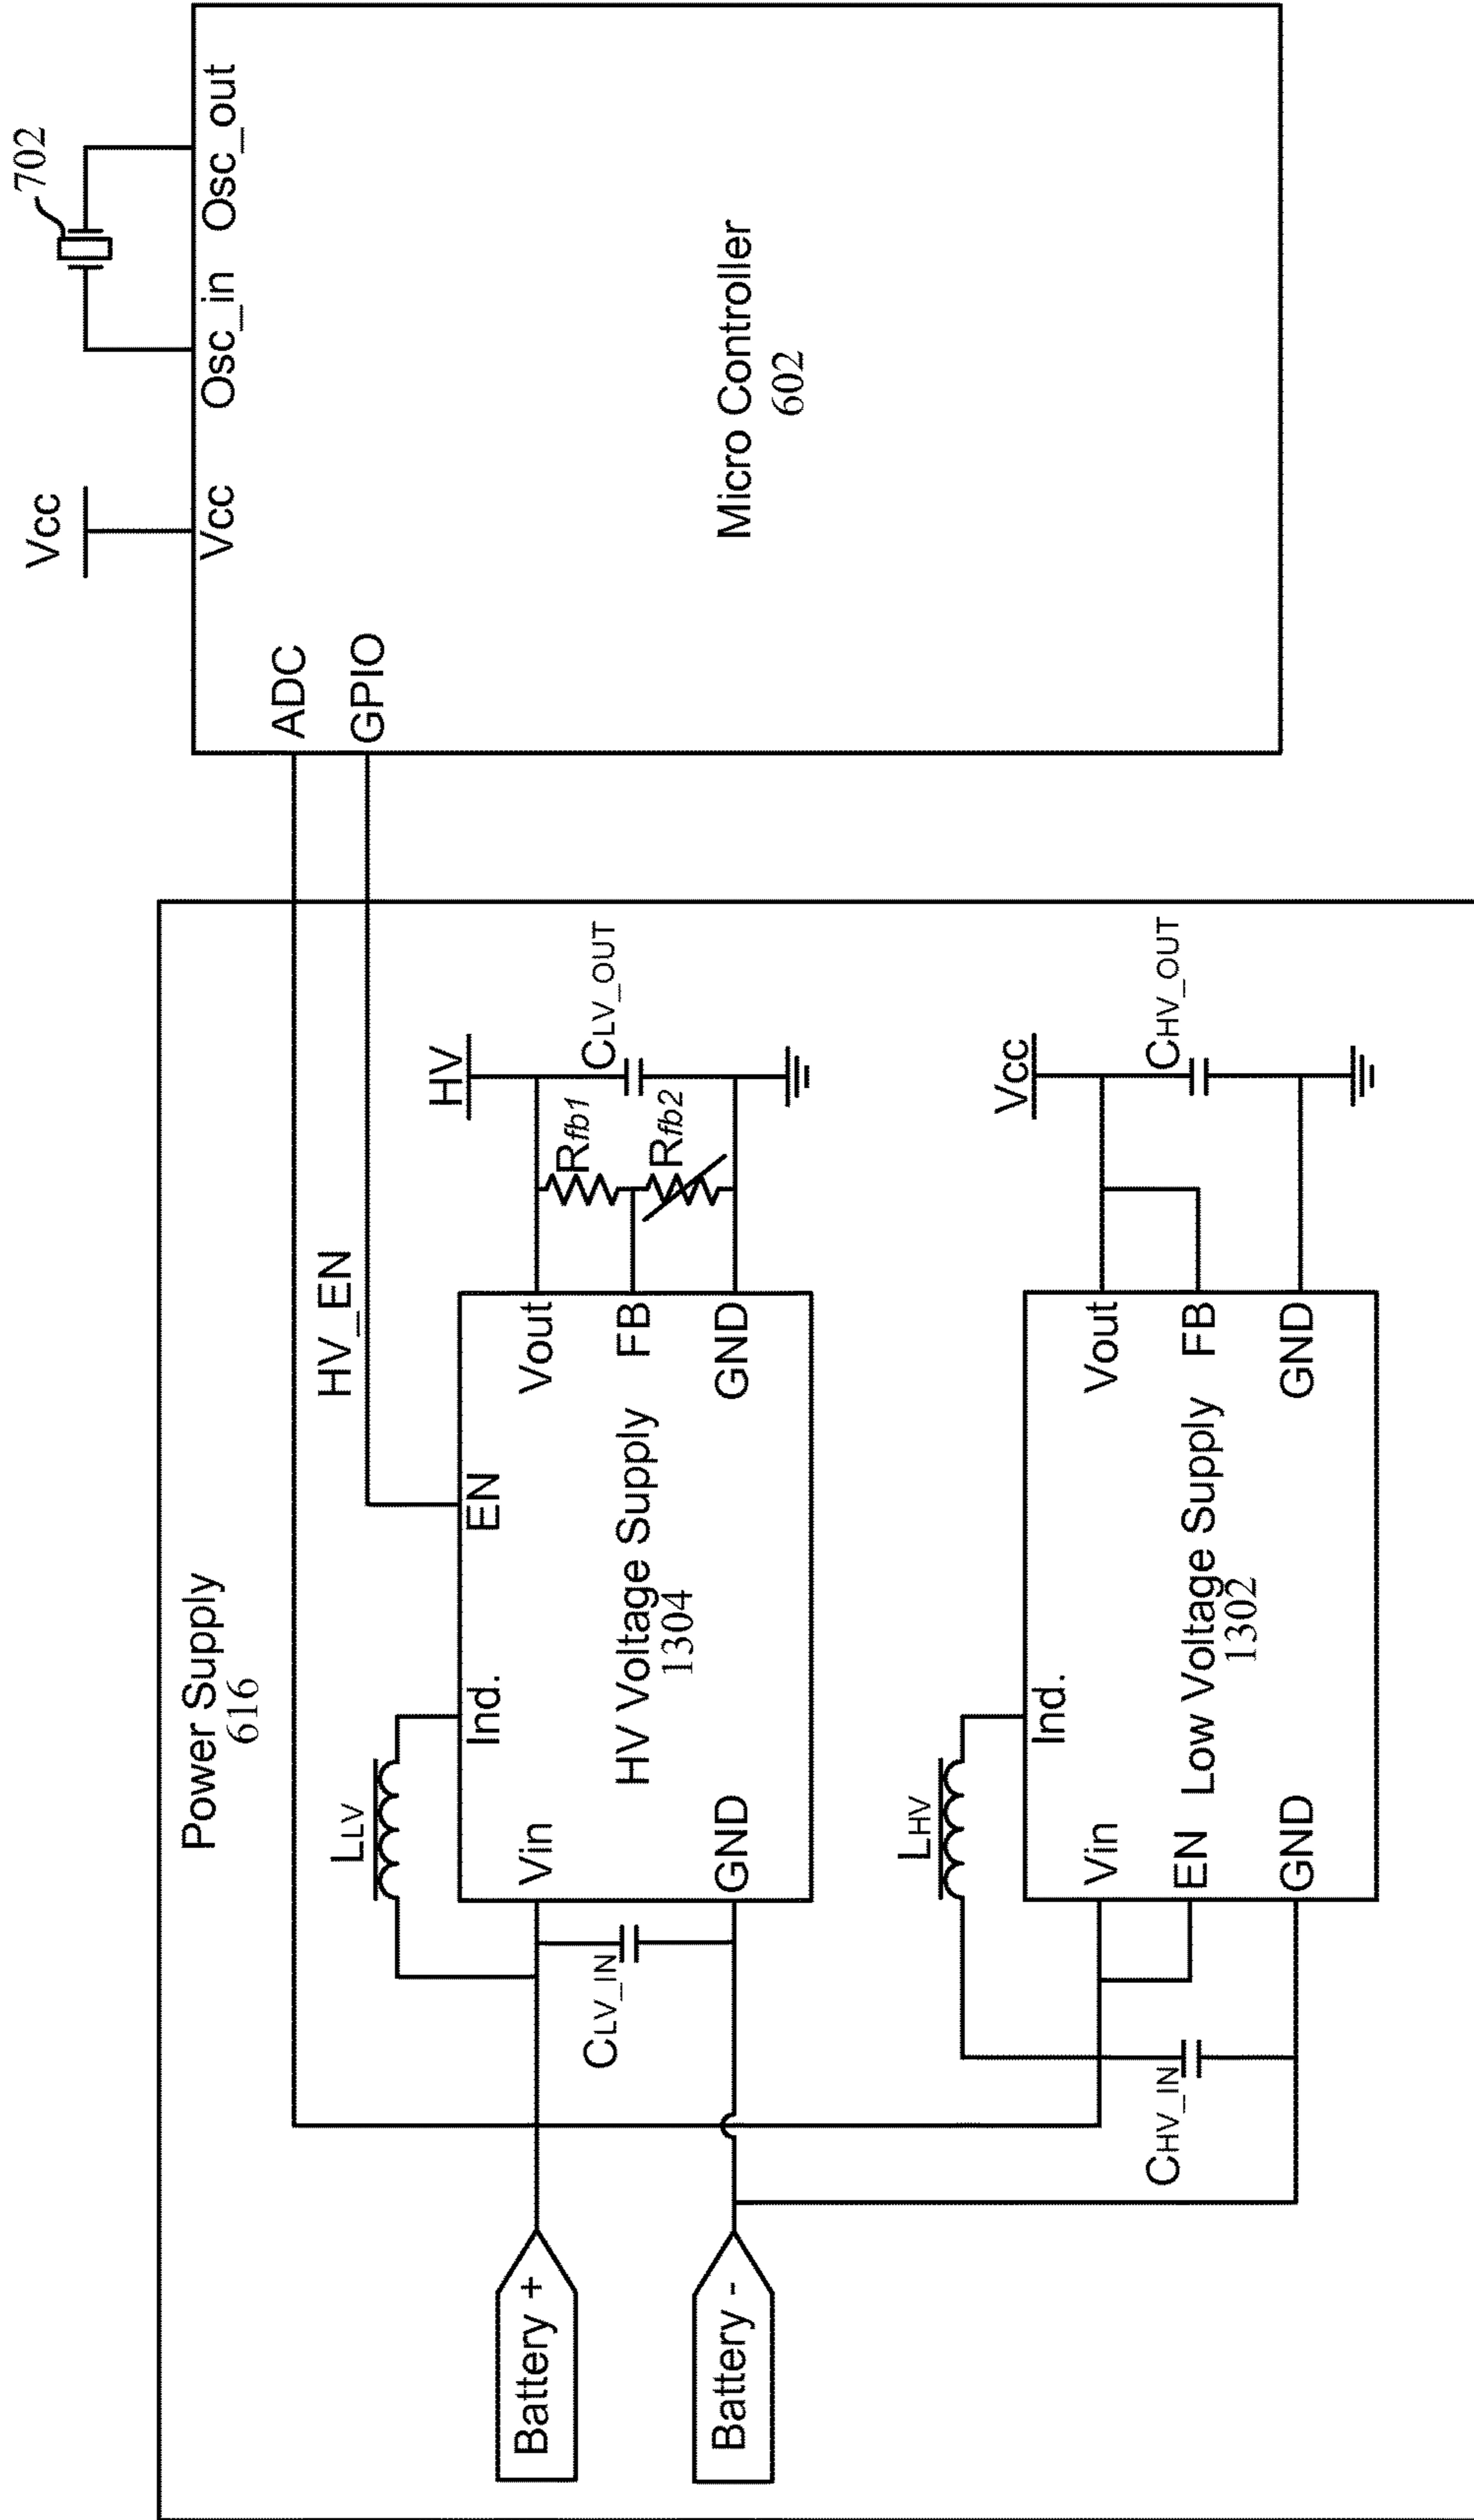 Power Supply
616
Battery +
Battery -
LLV
CLV_IN
Vin
GND
Ind.
EN
HV Voltage Supply
1304
Vout
FB
GND
HV_EN
HV
Rfb1
Rfb2
CLV_OUT
LHV
CHV_IN
Vin
EN
GND
Ind.
Low Voltage Supply
1302
Vout
FB
GND
Vcc
CHV_OUT
ADC
GPIO
Vcc
Vcc
Osc_in
Osc_out
702
Micro Controller
602